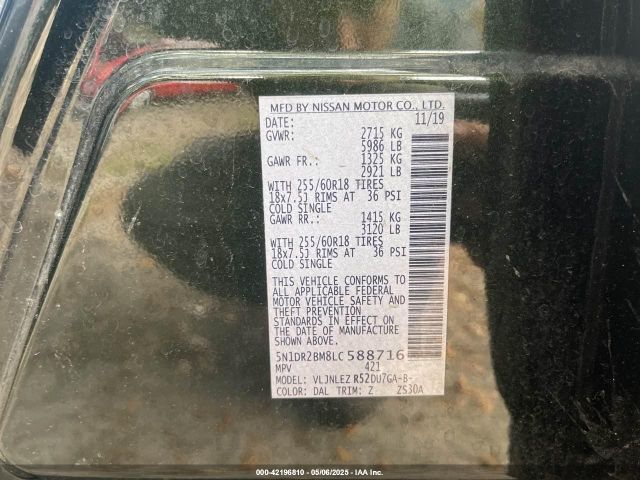 MFD BY NISSAN MOTOR CO., LTD.
DATE: 11/19
GVWR: 2715 KG
5986 LB
GAWR FR.: 1325 KG
2921 LB
WITH 255/60R18 TIRES
18x7.5J RIMS AT 36 PSI
COLD SINGLE
GAWR RR.: 1415 KG
3120 LB
WITH 255/60R18 TIRES
18x7.5J RIMS AT 36 PSI
COLD SINGLE
THIS VEHICLE CONFORMS TO
ALL APPLICABLE FEDERAL
MOTOR VEHICLE SAFETY AND
THEFT PREVENTION
STANDARDS IN EFFECT ON
THE DATE OF MANUFACTURE
SHOWN ABOVE.
5N1DR2BM8LC588716
MPV 421
MODEL: VLJNLEZ R52DU7GA-B-
COLOR: DAL TRIM: Z ZS30A
000-42196810 - 05/06/2025 - IAA Inc.